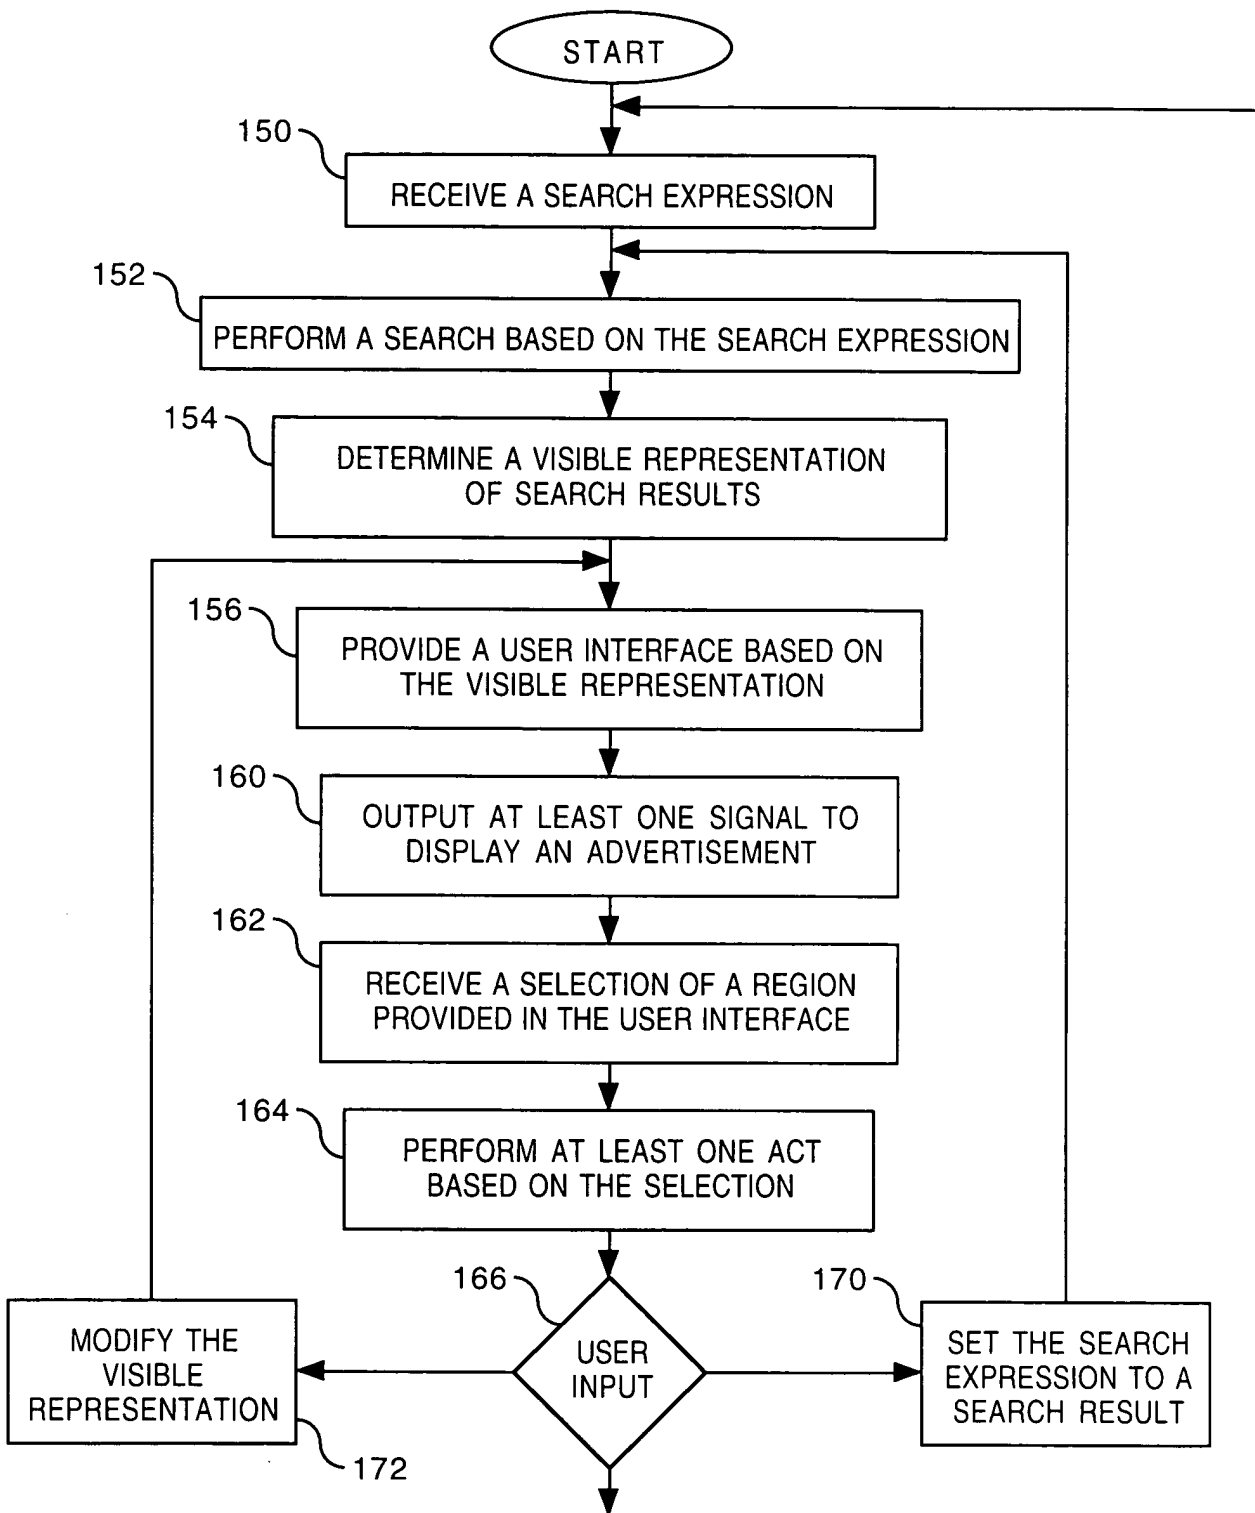 START
150
RECEIVE A SEARCH EXPRESSION
152
PERFORM A SEARCH BASED ON THE SEARCH EXPRESSION
154
DETERMINE A VISIBLE REPRESENTATION
OF SEARCH RESULTS
156
PROVIDE A USER INTERFACE BASED ON
THE VISIBLE REPRESENTATION
160
OUTPUT AT LEAST ONE SIGNAL TO
DISPLAY AN ADVERTISEMENT
162
RECEIVE A SELECTION OF A REGION
PROVIDED IN THE USER INTERFACE
164
PERFORM AT LEAST ONE ACT
BASED ON THE SELECTION
166
USER
INPUT
170
SET THE SEARCH
EXPRESSION TO A
SEARCH RESULT
MODIFY THE
VISIBLE
REPRESENTATION
172